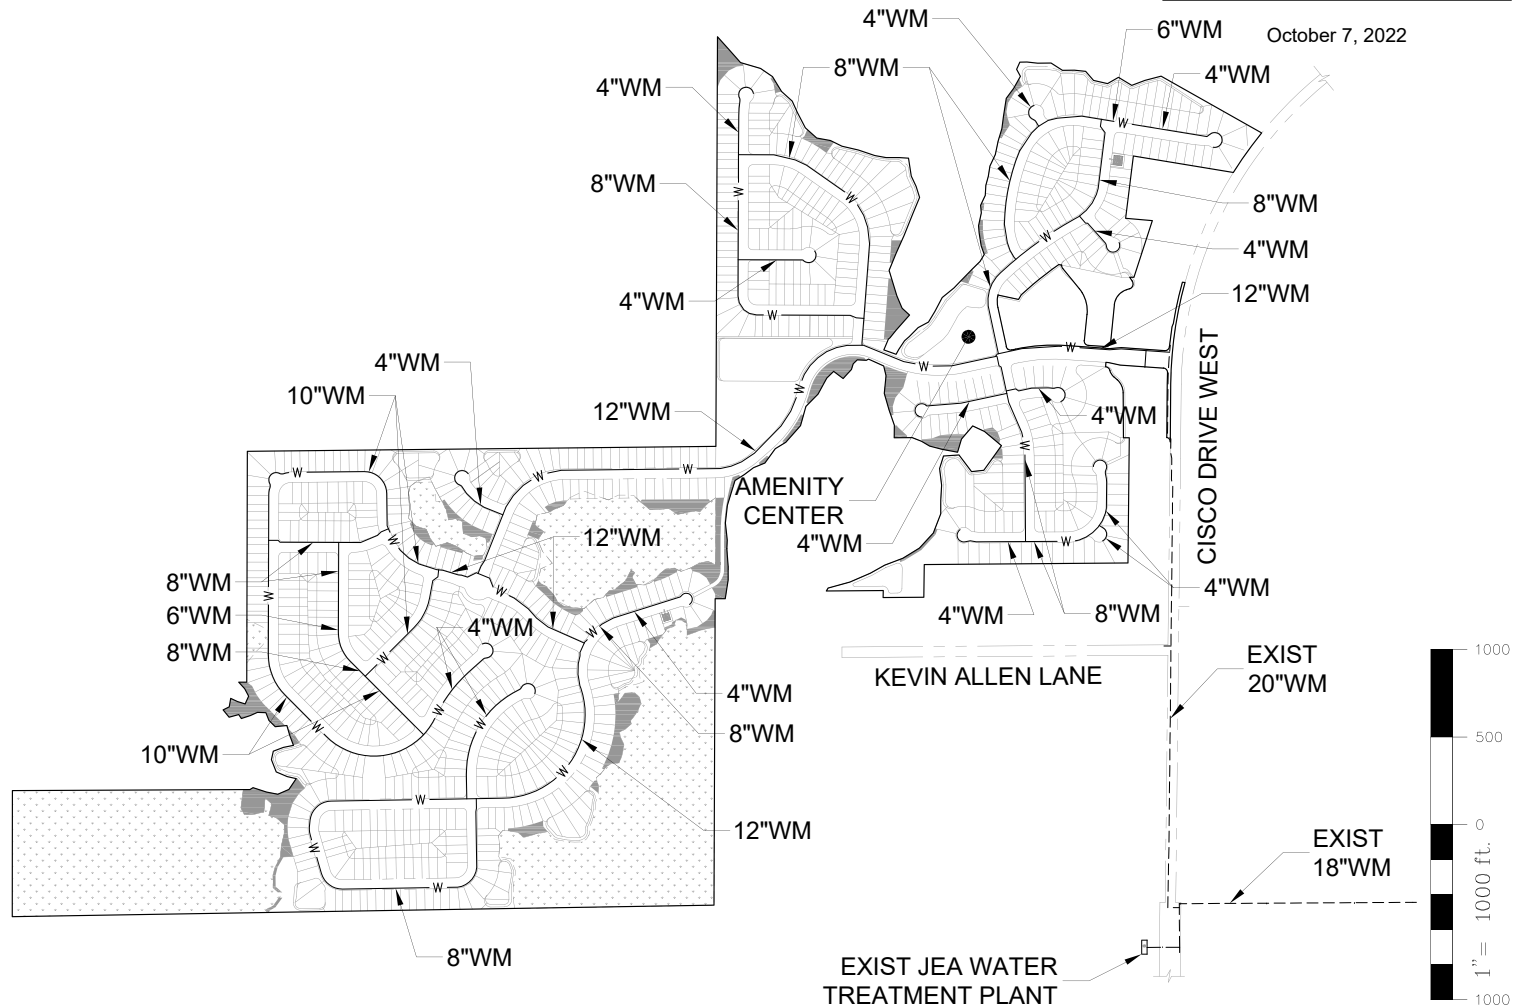 4"WM
6"WM
October 7, 2022
8"WM
4"WM
4"WM
8"WM
8"WM
4"WM
12"WM
4"WM
W
W
W
W
W
W
W
W
4"WM
10"WM
12"WM
4"WM
CISCO DRIVE WEST
W
W
W
W
AMENITY
CENTER
4"WM
12"WM
W
W
W
8"WM
6"WM
8"WM
4"WM
4"WM
4"WM
8"WM
W
W
W
KEVIN ALLEN LANE
EXIST
20"WM
4"WM
8"WM
10"WM
W
W
W
W
12"WM
W
W
W
8"WM
EXIST
18"WM
EXIST JEA WATER
TREATMENT PLANT
1000
500
0
1000
1" = 1000 ft.